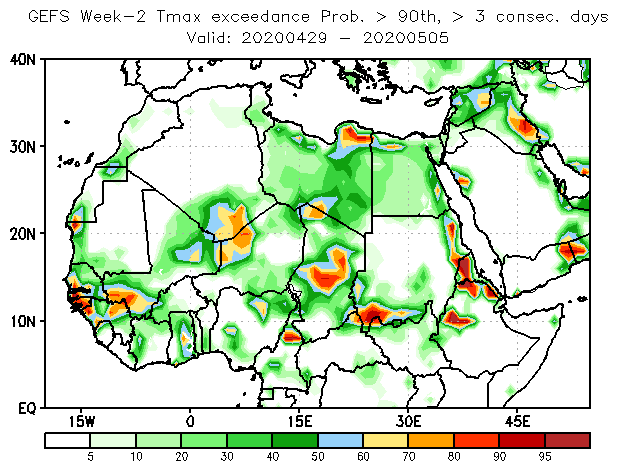 GEFS Week-2 Tmax exceedance Prob. > 90th, > 3 consec. days
Valid: 20200429 - 20200505
40N
30N
20N
10N
EQ
15W 0 15E 30E 45E
5 10 20 30 40 50 60 70 80 90 95